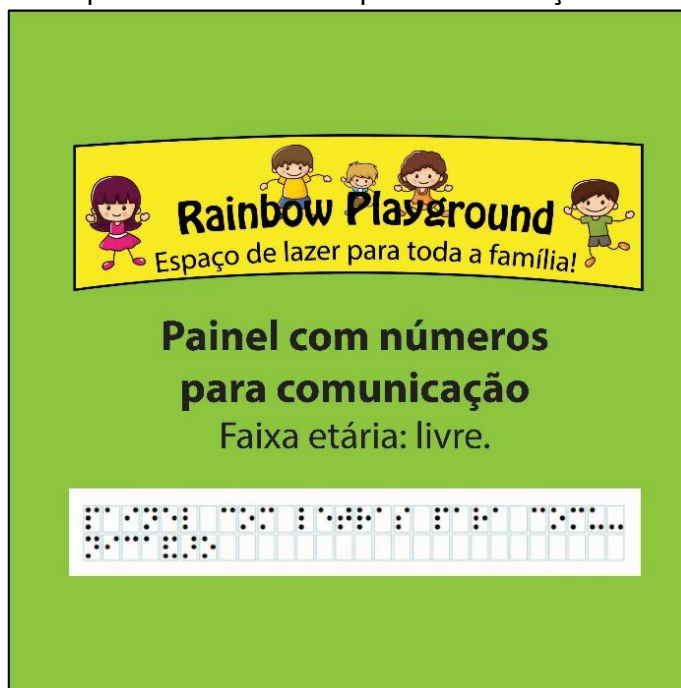 Rainbow Playground
Espaço de lazer para toda a família!
Painel com números
para comunicação
Faixa etária: livre.
⠏⠁⠊⠝⠑⠇ ⠉⠕⠍ ⠇⠑⠞⠗⠁⠎ ⠏⠁⠗⠁ ⠉⠕⠍⠥⠤
⠝⠊⠉⠁⠯⠜⠕